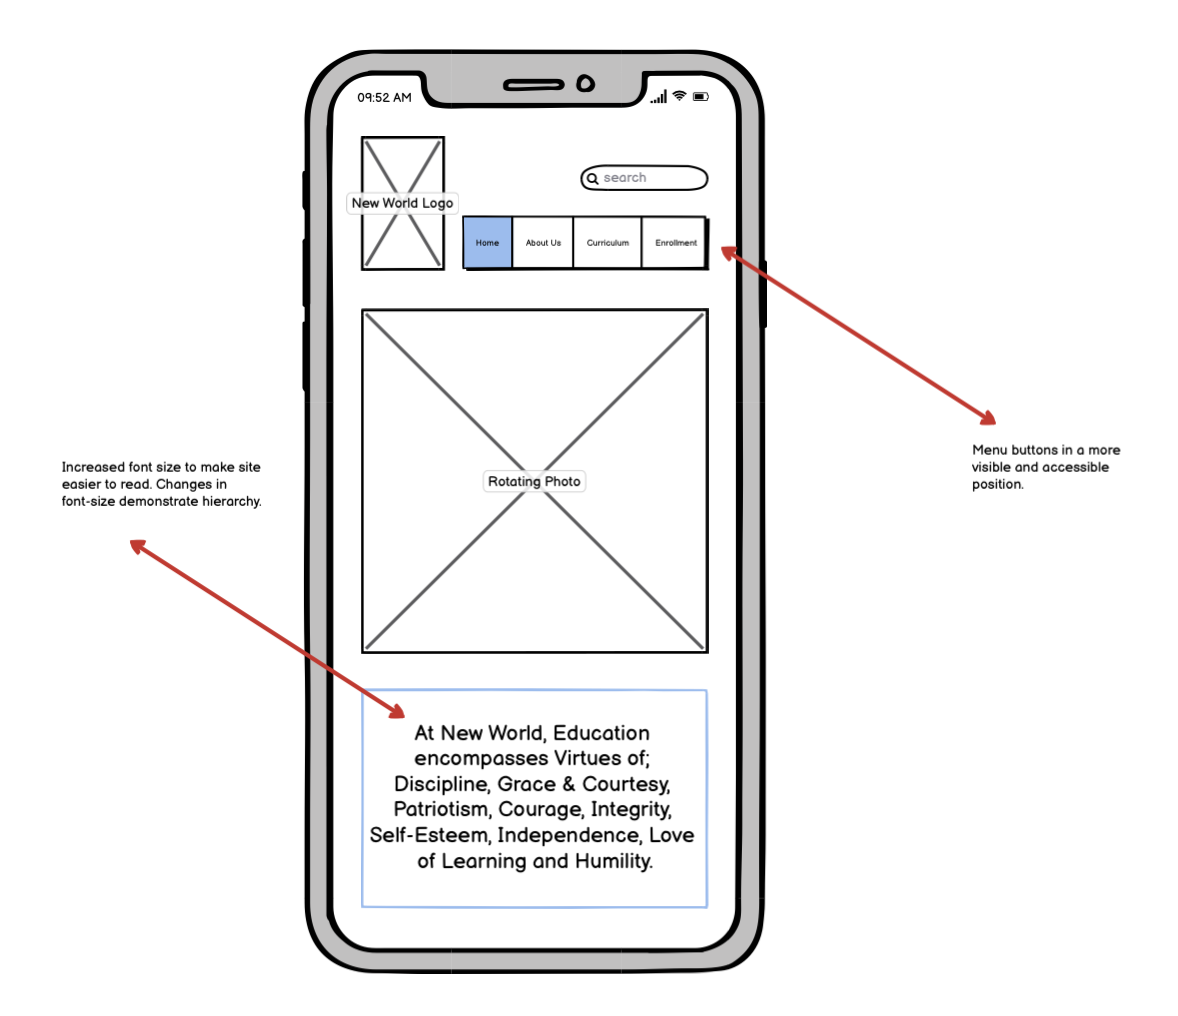 09:52 AM
search
New World Logo
Home About Us Curriculum Enrollment
Rotating Photo
Menu buttons in a more
visible and accessible
position.
Increased font size to make site
easier to read. Changes in
font-size demonstrate hierarchy.
At New World, Education
encompasses Virtues of;
Discipline, Grace & Courtesy,
Patriotism, Courage, Integrity,
Self-Esteem, Independence, Love
of Learning and Humility.